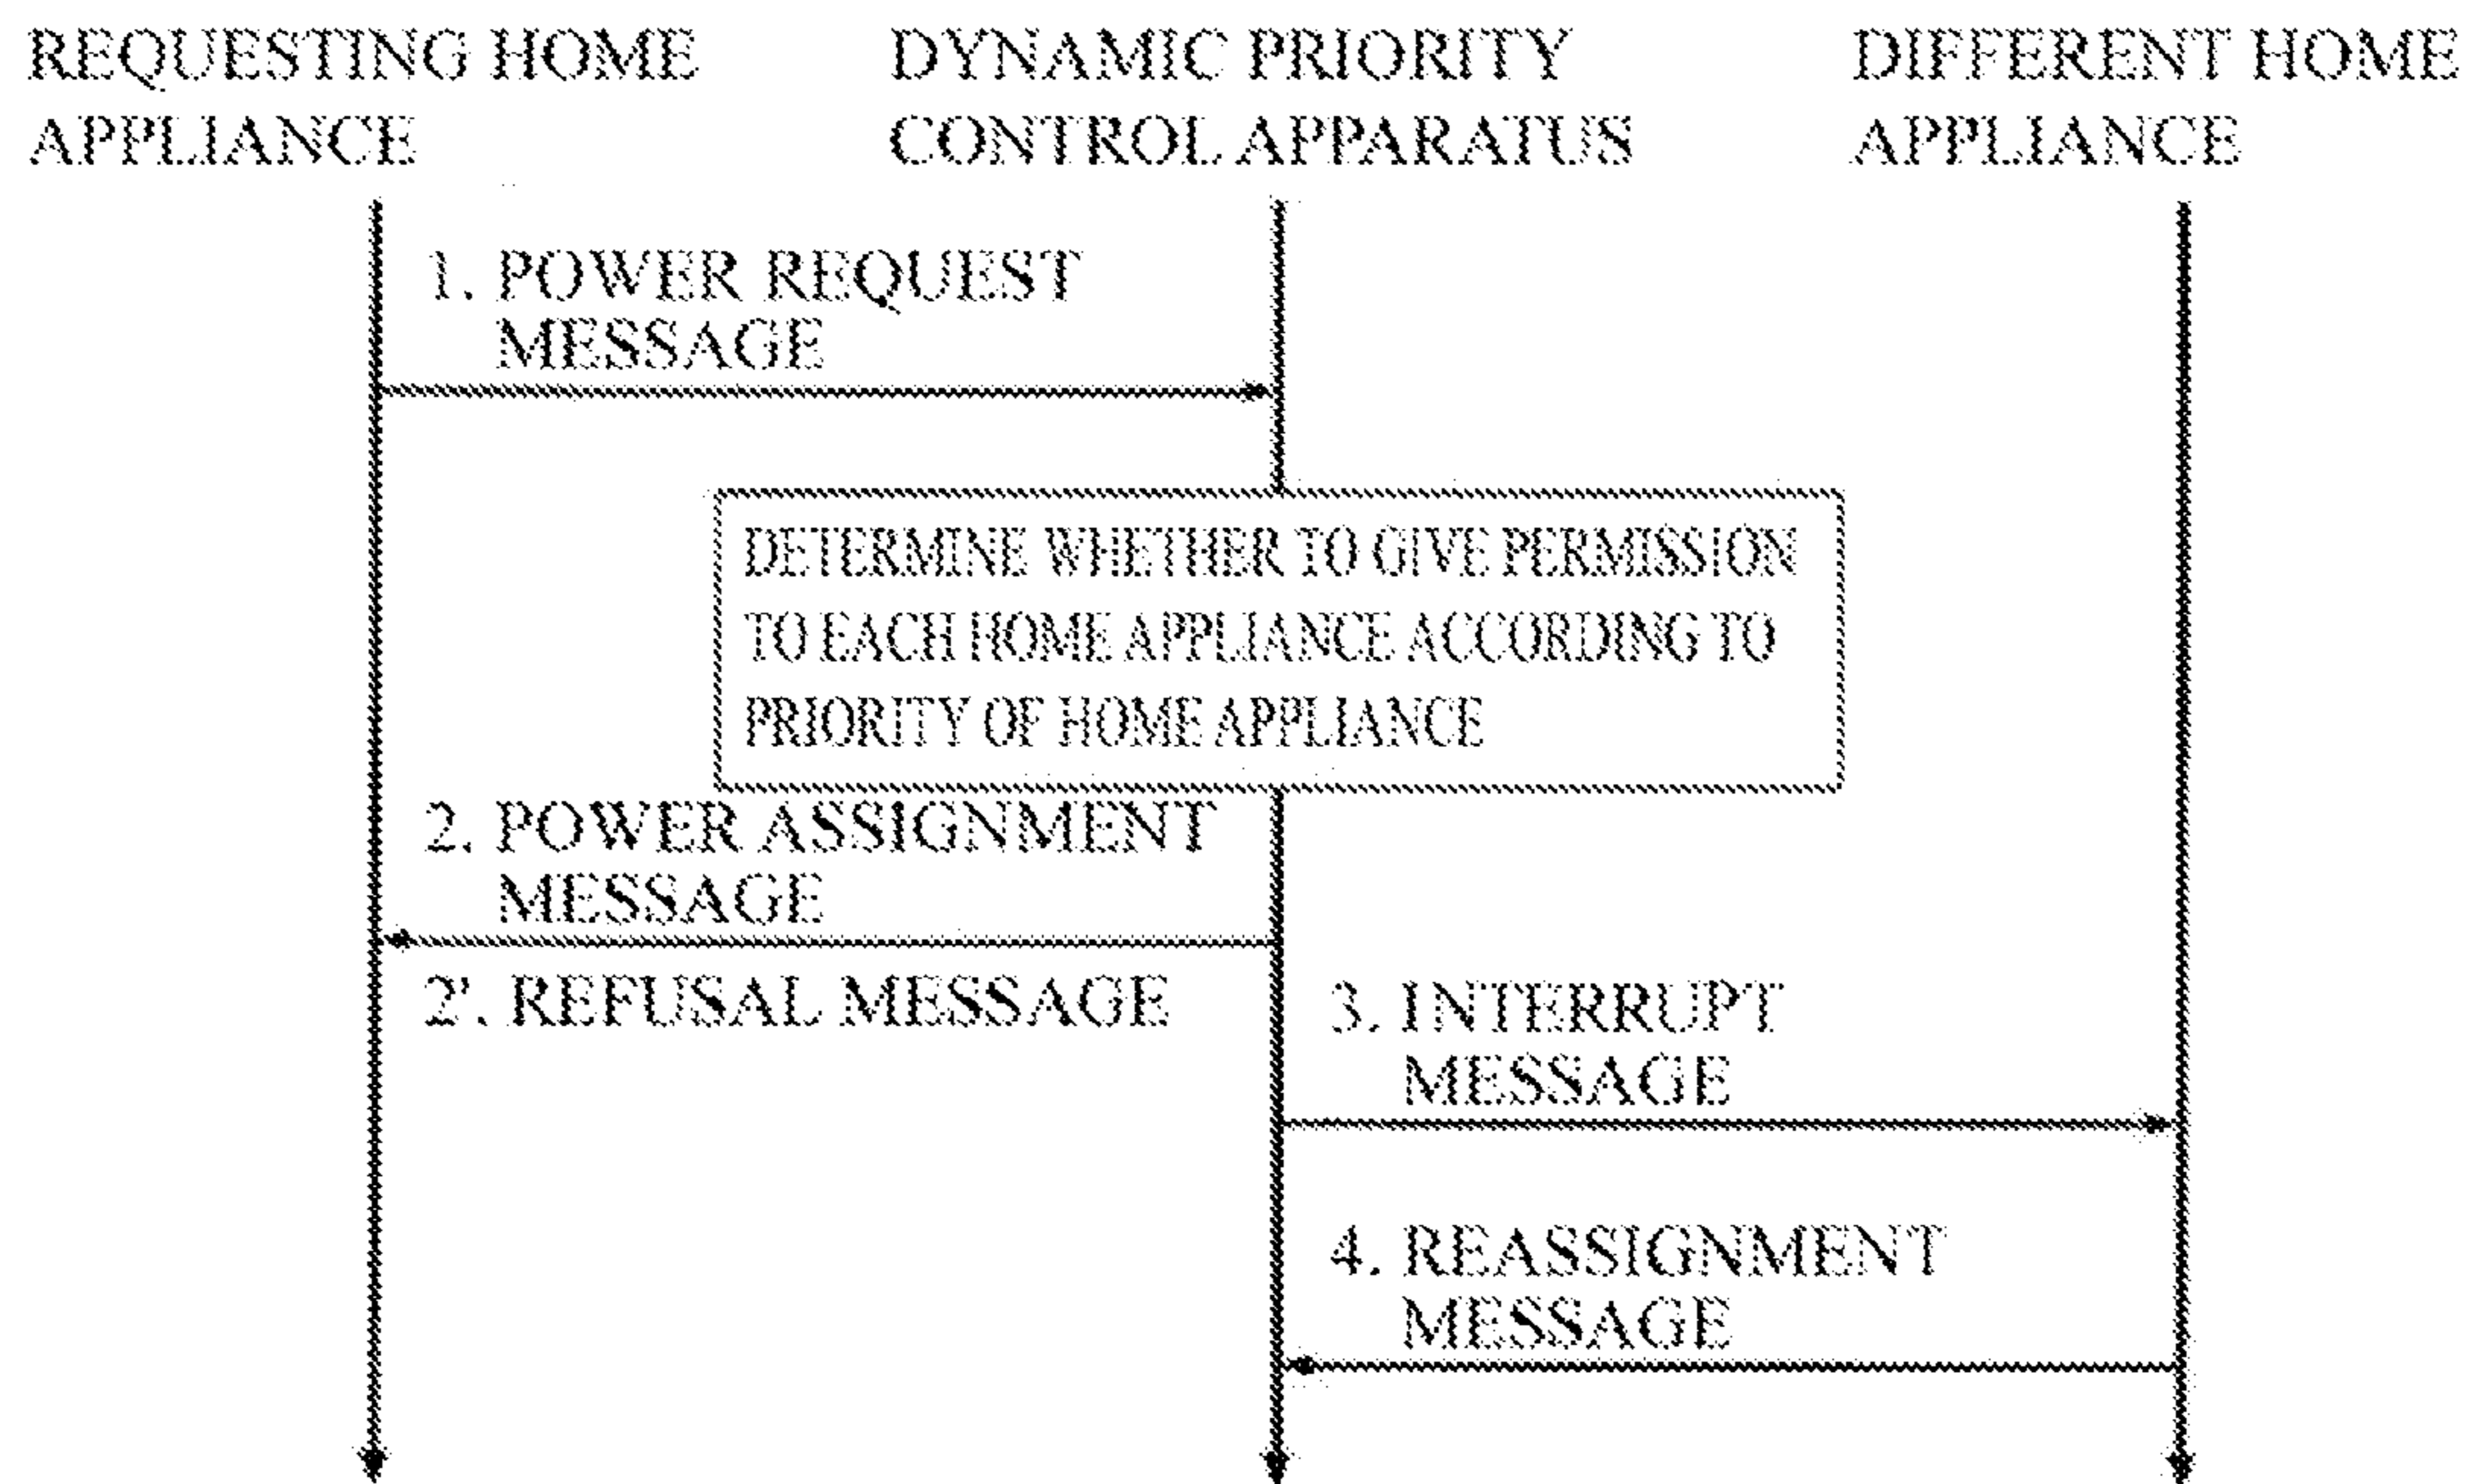 REQUESTING HOME
APPLIANCE
DYNAMIC PRIORITY
CONTROL APPARATUS
DIFFERENT HOME
APPLIANCE
1. POWER REQUEST
MESSAGE
DETERMINE WHETHER TO GIVE PERMISSION
TO EACH HOME APPLIANCE ACCORDING TO
PRIORITY OF HOME APPLIANCE
2. POWER ASSIGNMENT
MESSAGE
2'. REFUSAL MESSAGE
3. INTERRUPT
MESSAGE
4. REASSIGNMENT
MESSAGE